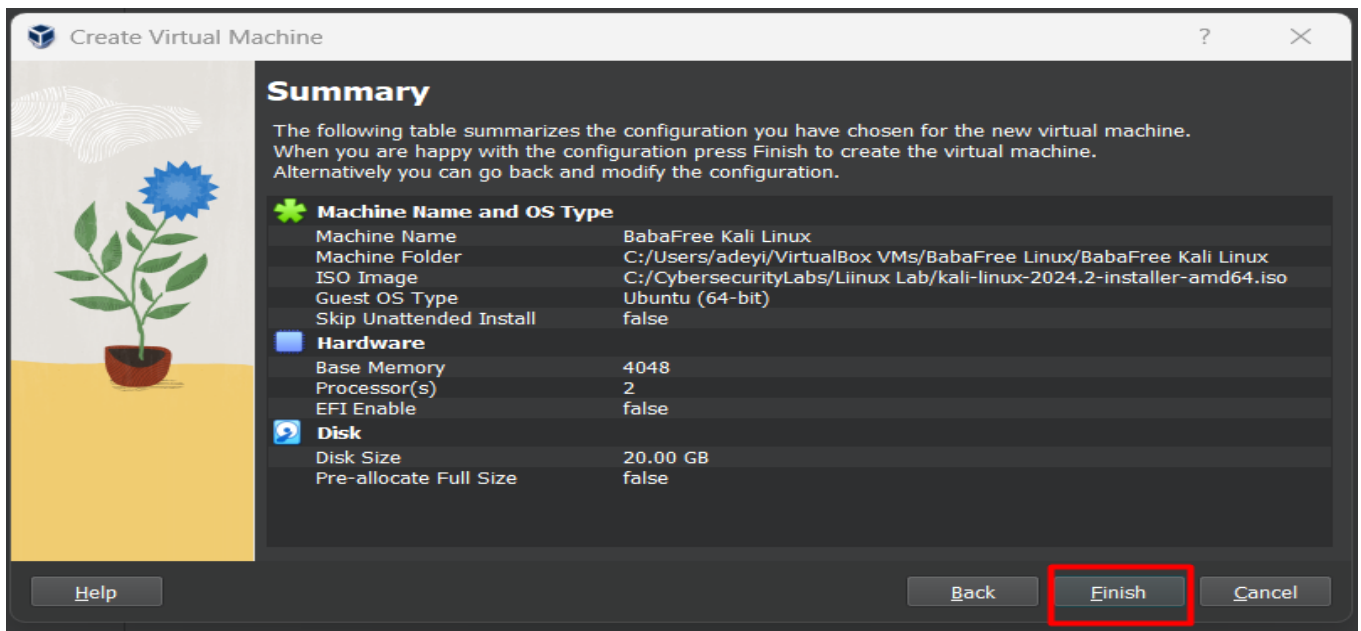 Create Virtual Machine
?
Summary
The following table summarizes the configuration you have chosen for the new virtual machine.
When you are happy with the configuration press Finish to create the virtual machine.
Alternatively you can go back and modify the configuration.
Machine Name and OS Type
Machine Name BabaFree Kali Linux
Machine Folder C:/Users/adeyi/VirtualBox VMs/BabaFree Linux/BabaFree Kali Linux
ISO Image C:/CybersecurityLabs/Liinux Lab/kali-linux-2024.2-installer-amd64.iso
Guest OS Type Ubuntu (64-bit)
Skip Unattended Install false
Hardware
Base Memory 4048
Processor(s) 2
EFI Enable false
Disk
Disk Size 20.00 GB
Pre-allocate Full Size false
Help Back Finish Cancel